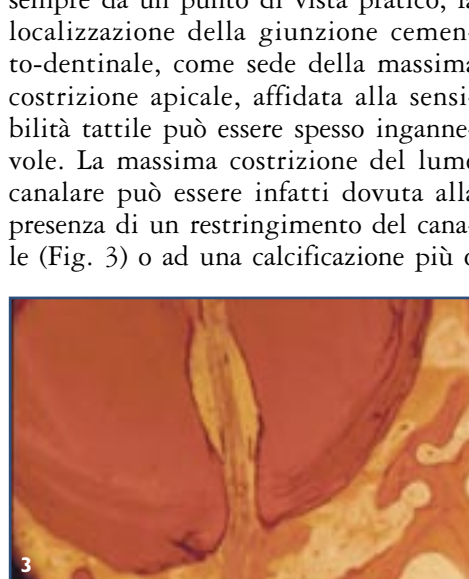 sempre da un punto di vista pratico, la
localizzazione della giunzione cemen-
to-dentinale, come sede della massima
costrizione apicale, affidata alla sensi-
bilità tattile può essere spesso inganne-
vole. La massima costrizione del lume
canalare può essere infatti dovuta alla
presenza di un restringimento del cana-
le (Fig. 3) o ad una calcificazione più o
3